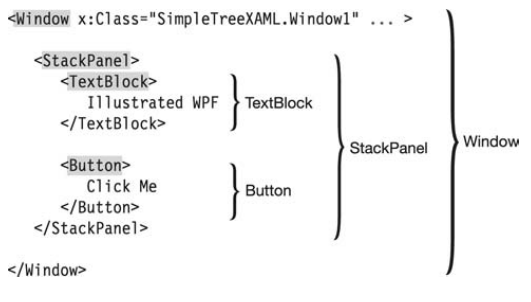 <Window x:Class="SimpleTreeXAML.Window1" ... >
<StackPanel>
<TextBlock>
Illustrated WPF
TextBlock
</TextBlock>
StackPanel
Window
<Button>
Click Me
Button
</Button>
</StackPanel>
</Window>